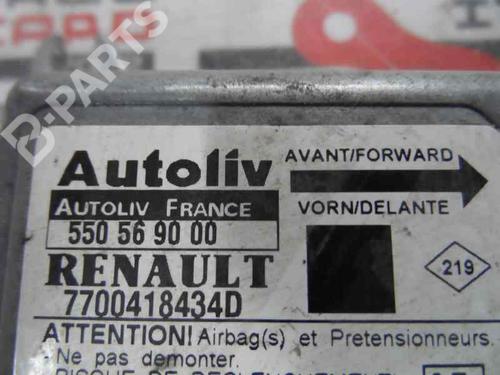 B-PARTS
Autoliv
AVANT/FORWARD
AUTOLIV FRANCE
VORN/DELANTE
550 56 90 00
RENAULT
219
7700418434D
ATTENTION! Airbag(s) et Pretensionneurs.
- Ne pas demonter.